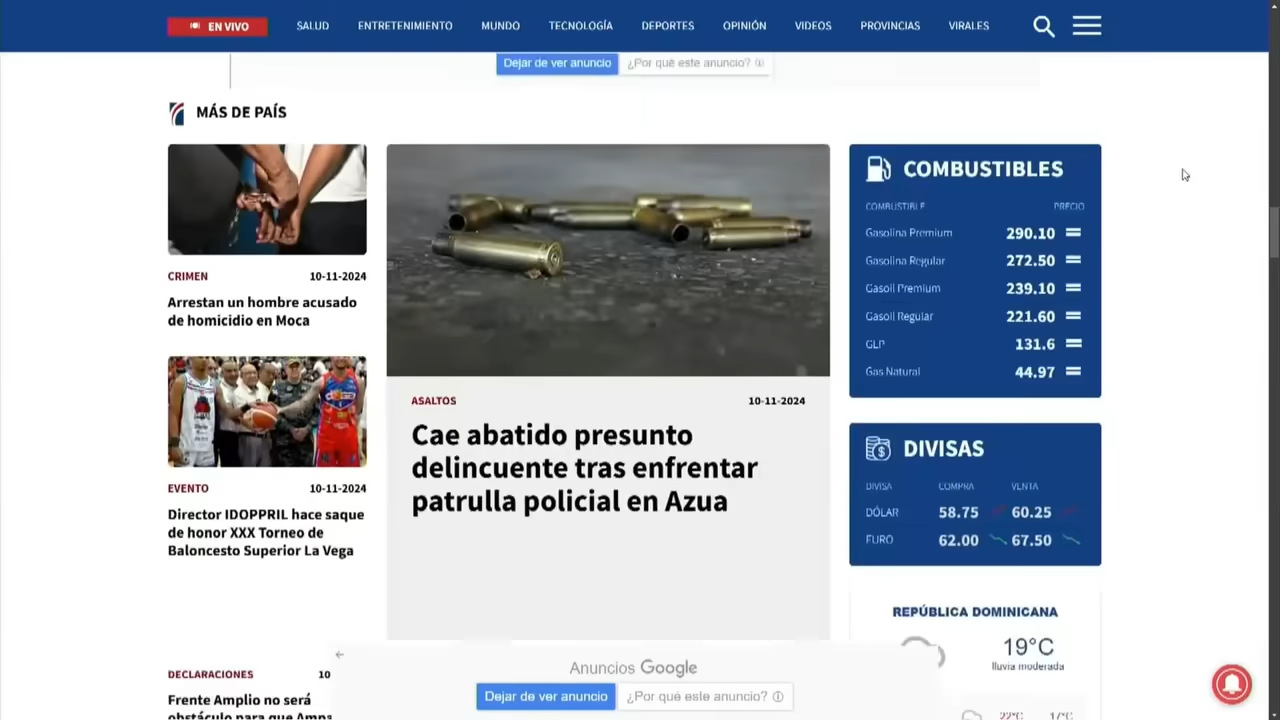 EN VIVO
SALUD
ENTRETENIMIENTO
MUNDO
TECNOLOGÍA
DEPORTES
OPINIÓN
VIDEOS
PROVINCIAS
VIRALES
Dejar de ver anuncio
¿Por qué este anuncio?
MÁS DE PAÍS
CRIMEN 10-11-2024
Arrestan un hombre acusado
de homicidio en Moca
EVENTO 10-11-2024
Director IDOPPRIL hace saque
de honor XXX Torneo de
Baloncesto Superior La Vega
DECLARACIONES 10
Frente Amplio no será
obstáculo para que
ASALTOS 10-11-2024
Cae abatido presunto
delincuente tras enfrentar
patrulla policial en Azua
COMBUSTIBLES
COMBUSTIBLE PRECIO
Gasolina Premium 290.10
Gasolina Regular 272.50
Gasoil Premium 239.10
Gasoil Regular 221.60
GLP 131.6
Gas Natural 44.97
DIVISAS
DIVISA COMPRA VENTA
DÓLAR 58.75 60.25
EURO 62.00 67.50
REPÚBLICA DOMINICANA
19°C
lluvia moderada
22°C 17°C
Anuncios Google
Dejar de ver anuncio
¿Por qué este anuncio?